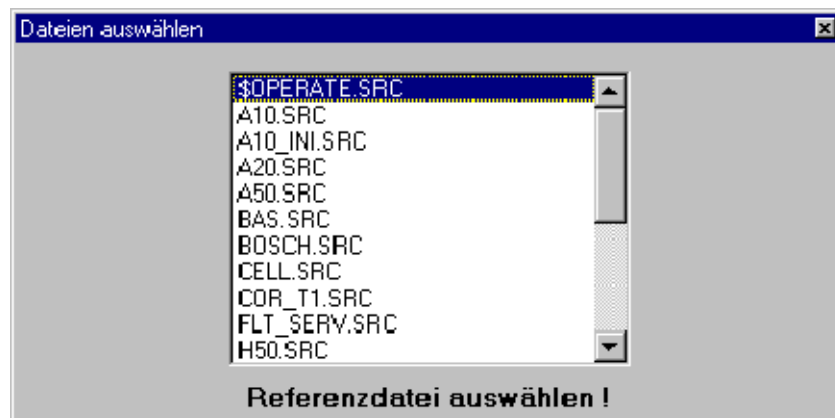 Dateien auswählen
$OPERATE.SRC
A10.SRC
A10_INI.SRC
A20.SRC
A50.SRC
BAS.SRC
BOSCH.SRC
CELL.SRC
COR_T1.SRC
FLT_SERV.SRC
H50.SRC
Referenzdatei auswählen !